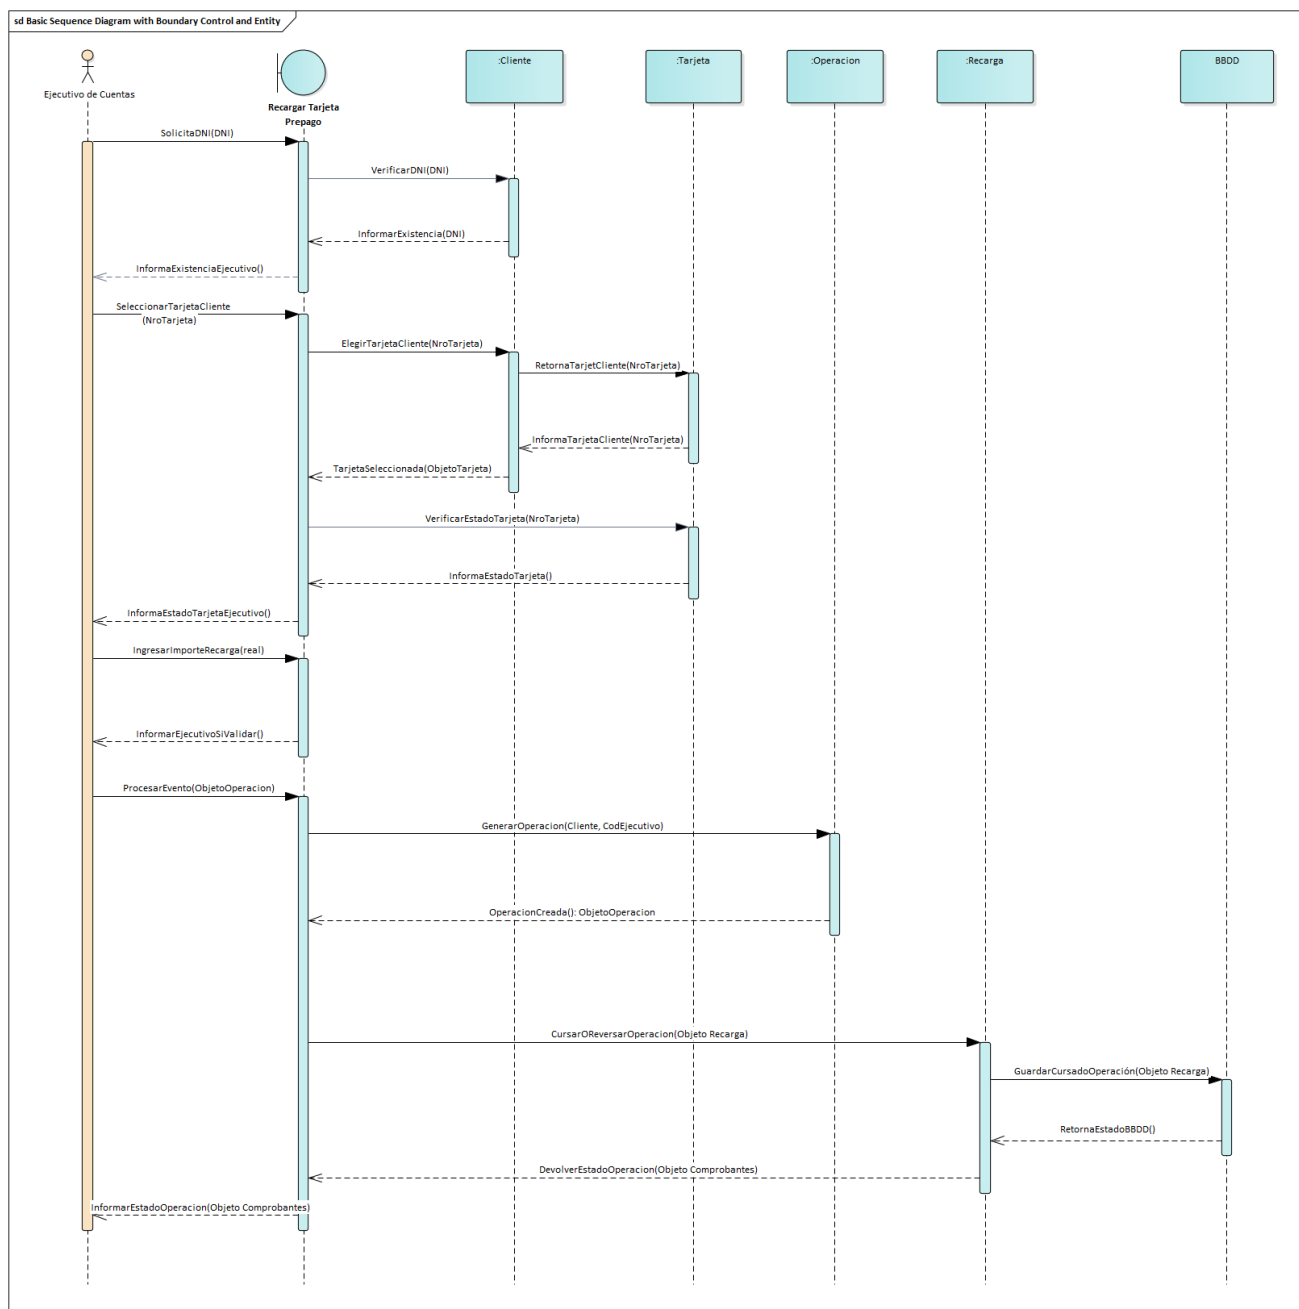 sd Basic Sequence Diagram with Boundary Control and Entity
:Cliente
:Tarjeta
:Operacion
:Recarga
BBDD
Ejecutivo de Cuentas
Recargar Tarjeta
Prepago
SolicitaDNI(DNI)
VerificarDNI(DNI)
InformarExistencia(DNI)
InformaExistenciaEjecutivo()
SeleccionarTarjetaCliente
(NroTarjeta)
ElegirTarjetaCliente(NroTarjeta)
RetornaTarjetCliente(NroTarjeta)
InformaTarjetaCliente(NroTarjeta)
TarjetaSeleccionada(ObjetoTarjeta)
VerificarEstadoTarjeta(NroTarjeta)
InformaEstadoTarjeta()
InformaEstadoTarjetaEjecutivo()
IngresarImporteRecarga(real)
InformarEjecutivoSiValidar()
ProcesarEvento(ObjetoOperacion)
GenerarOperacion(Cliente, CodEjecutivo)
OperacionCreada(): ObjetoOperacion
CursarOReversarOperacion(Objeto Recarga)
GuardarCursadoOperación(Objeto Recarga)
RetornaEstadoBBDD()
DevolverEstadoOperacion(Objeto Comprobantes)
InformarEstadoOperacion(Objeto Comprobantes)